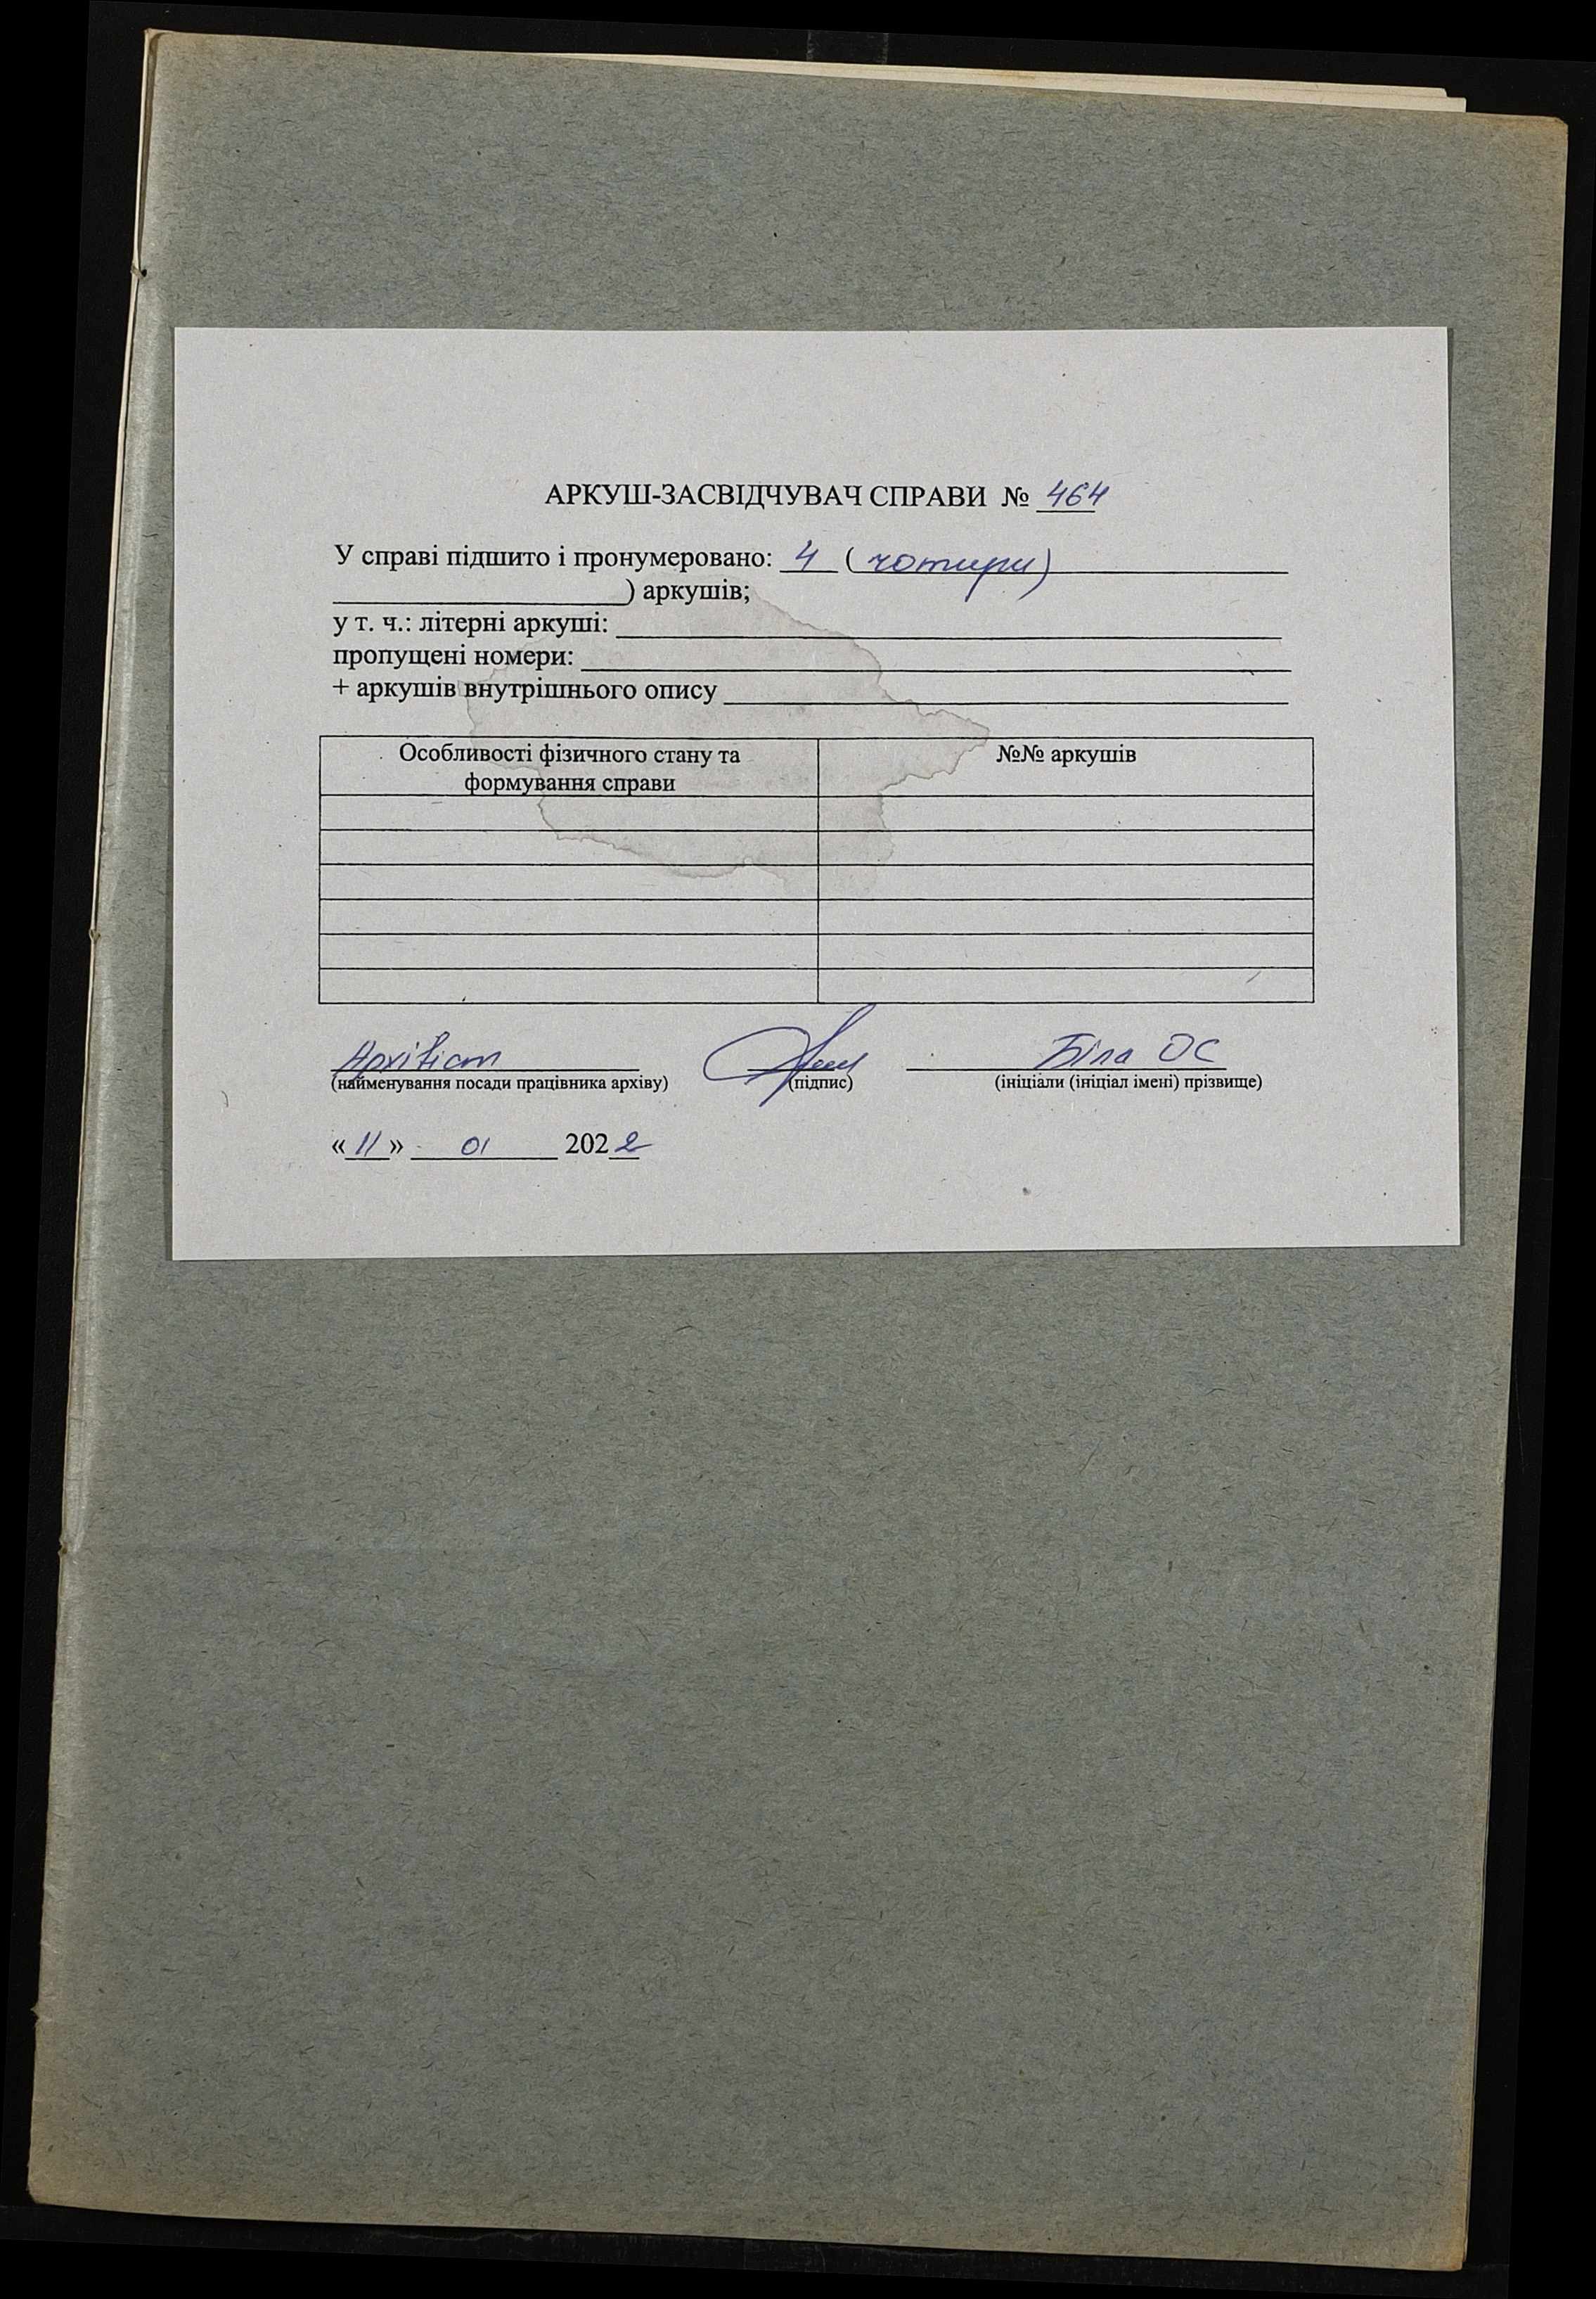 АРКУШ-ЗАСВІДЧУВАЧ СПРАВИ № 464
У справі підшито і пронумеровано: 4 ( чотири)
) аркушів;
у т. ч.: літерні аркуші:
пропущені номери:
+ аркушів внутрішнього опису
Особливості фізичного стану та формування справи
№№ аркушів
Архівіст Біла ОС
(найменування посади працівника архіву) (підпис) (ініціали (ініціал імені) прізвище)
« 11 » 01 2022